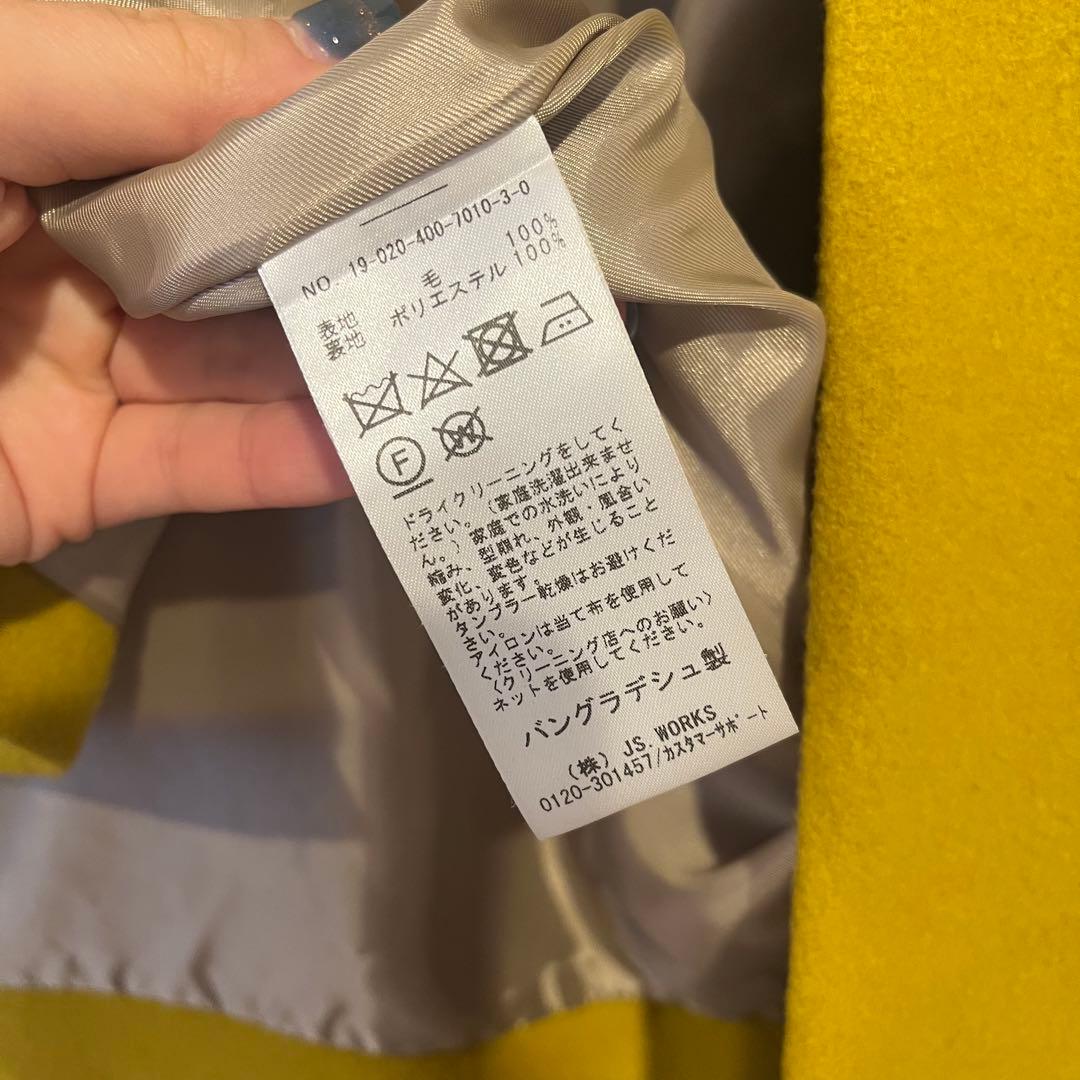 NO. 19-020-400-7010-3-0
表地 毛 100%
裏地 ポリエステル 100%
F
W
ドライクリーニングをしてく
ださい。(家庭洗濯出来ませ
ん。)家庭での水洗いにより
縮み、型崩れ、外観・風合い
変化、変色などが生じること
があります。
タンブラー乾燥はお避けくだ
さい。
アイロンは当て布を使用して
ください。
〈クリーニング店へのお願い〉
ネットを使用してください。
バングラデシュ製
(株) JS.WORKS
0120-301457/カスタマーサポート